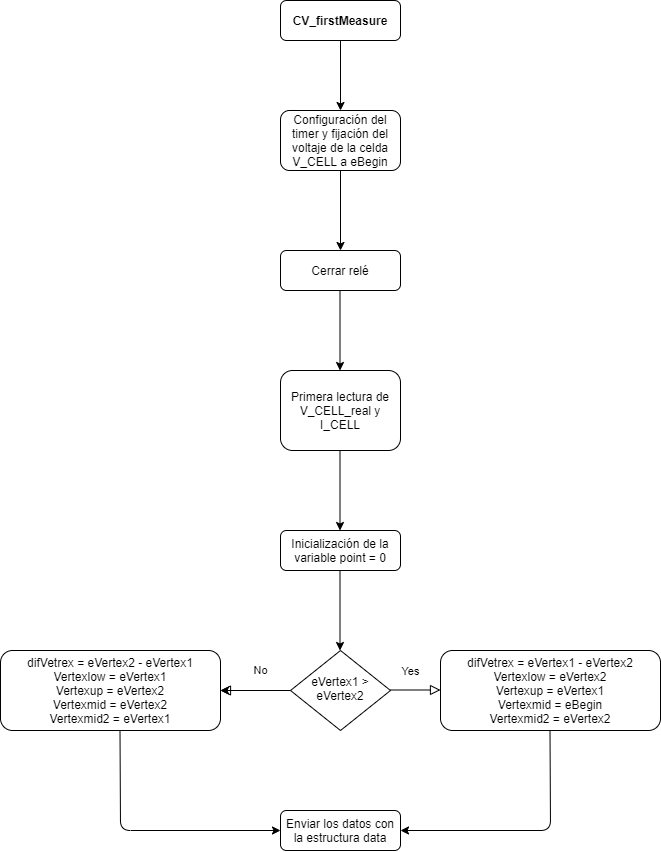 CV_firstMeasure
Configuración del
timer y fijación del
voltaje de la celda
V_CELL a eBegin
Cerrar relé
Primera lectura de
V_CELL_real y
I_CELL
Inicialización de la
variable point = 0
difVetrex = eVertex2 - eVertex1
Vertexlow = eVertex1
Vertexup = eVertex2
Vertexmid = eVertex2
Vertexmid2 = eVertex1
No
eVertex1 >
eVertex2
Yes
difVetrex = eVertex1 - eVertex2
Vertexlow = eVertex2
Vertexup = eVertex1
Vertexmid = eBegin
Vertexmid2 = eVertex2
Enviar los datos con
la estructura data